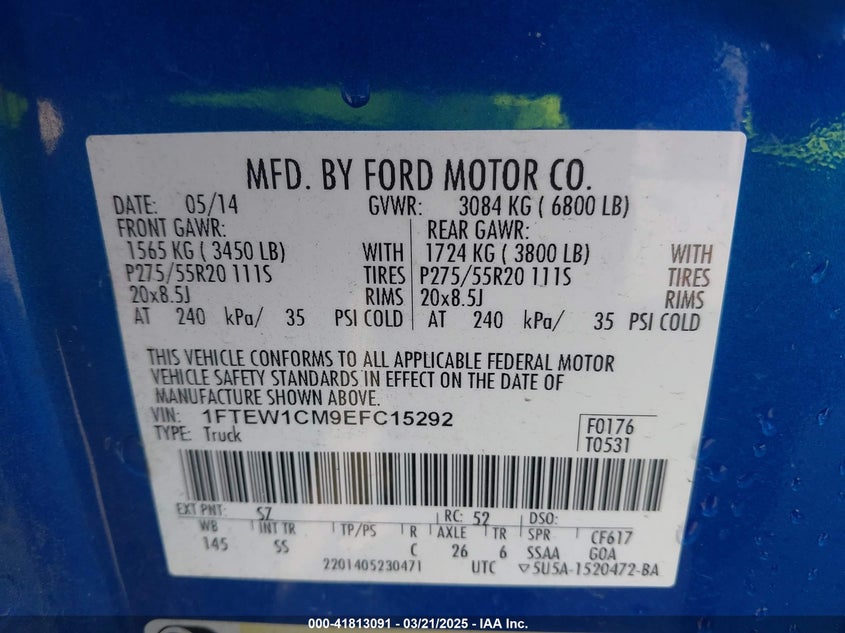 MFD. BY FORD MOTOR CO.
DATE: 05/14 GVWR: 3084 KG ( 6800 LB)
FRONT GAWR: REAR GAWR:
1565 KG ( 3450 LB) WITH 1724 KG ( 3800 LB) WITH
P275/55R20 111S TIRES P275/55R20 111S TIRES
20x8.5J RIMS 20x8.5J RIMS
AT 240 kPa/ 35 PSI COLD AT 240 kPa/ 35 PSI COLD
THIS VEHICLE CONFORMS TO ALL APPLICABLE FEDERAL MOTOR
VEHICLE SAFETY STANDARDS IN EFFECT ON THE DATE OF
MANUFACTURE SHOWN ABOVE.
VIN: 1FTEW1CM9EFC15292 F0176
TYPE: Truck T0531
EXT PNT: SZ RC: 52 DSO:
WB INT TR TP/PS R AXLE TR SPR CF617
145 SS C 26 6 SSAA GOA
2201405230471 UTC ▽5U5A-1520472-BA
000-41813091 - 03/21/2025 - IAA Inc.